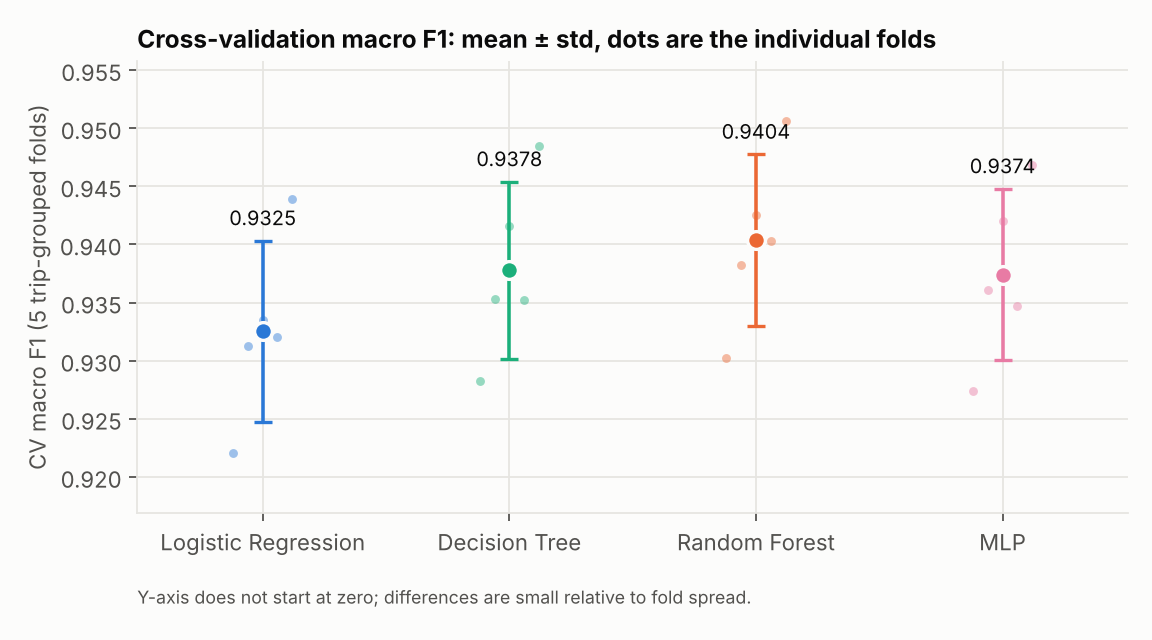 Cross-validation macro F1: mean ± std, dots are the individual folds
CV macro F1 (5 trip-grouped folds)
0.955
0.950
0.945
0.940
0.935
0.930
0.925
0.920
0.9325
0.9378
0.9404
0.9374
Logistic Regression
Decision Tree
Random Forest
MLP
Y-axis does not start at zero; differences are small relative to fold spread.